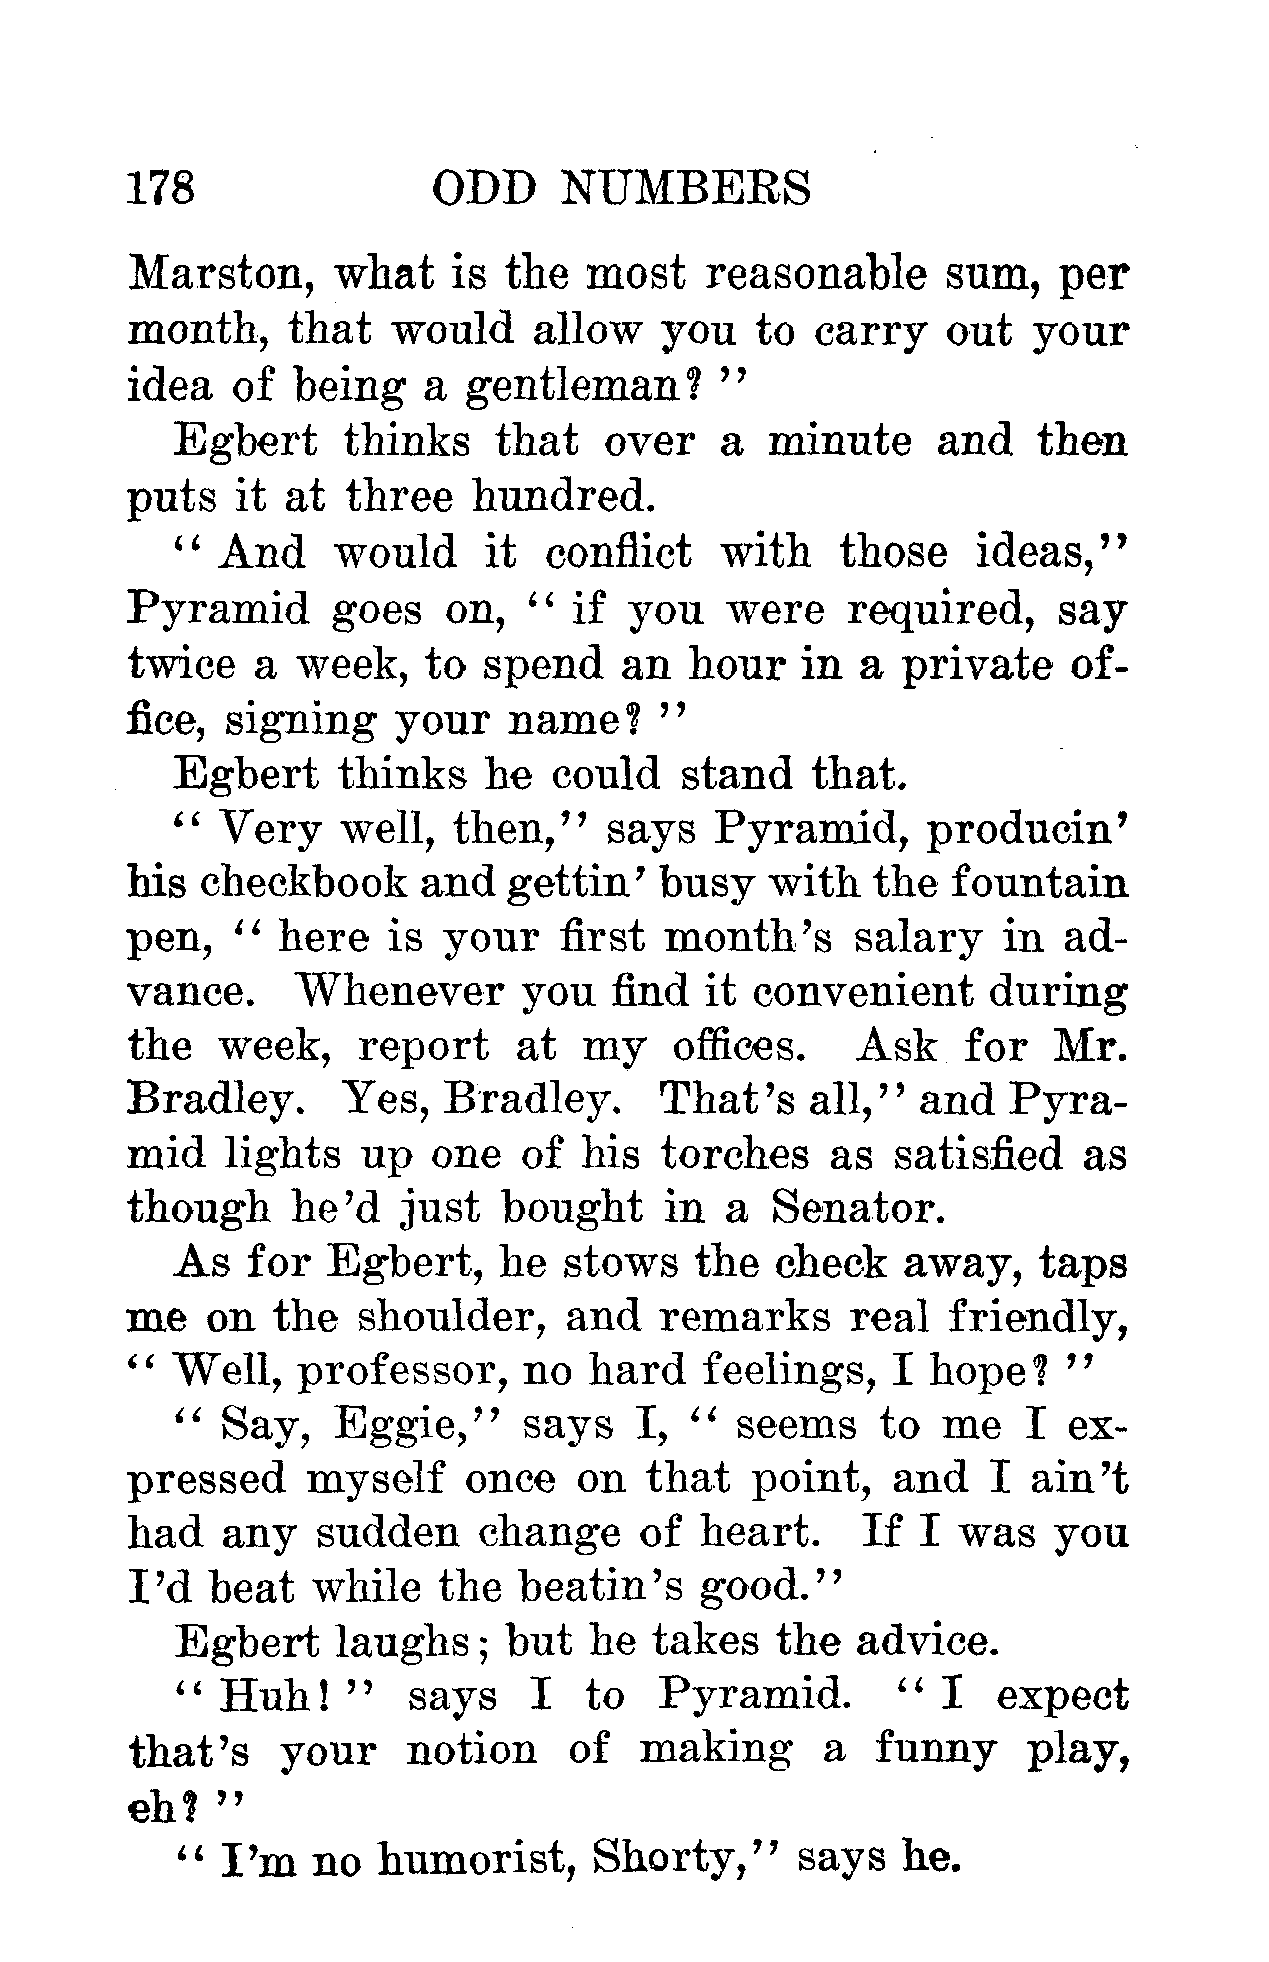 178 ODD NUMBERS
Marston, what is the most reasonable sum, per
month, that would allow you to carry out your
idea of being a gentleman? ”
Egbert thinks that over a minute and then
puts it at three hundred.
“ And would it conflict with those ideas,”
Pyramid goes on, “ if you were required, say
twice a week, to spend an hour in a private of-
fice, signing your name? ”
Egbert thinks he could stand that.
“ Very well, then,” says Pyramid, producin’
his checkbook and gettin’ busy with the fountain
pen, “ here is your first month’s salary in ad-
vance. Whenever you find it convenient during
the week, report at my offices. Ask for Mr.
Bradley. Yes, Bradley. That’s all,” and Pyra-
mid lights up one of his torches as satisfied as
though he’d just bought in a Senator.
As for Egbert, he stows the check away, taps
me on the shoulder, and remarks real friendly,
“ Well, professor, no hard feelings, I hope? ”
“ Say, Eggie,” says I, “ seems to me I ex-
pressed myself once on that point, and I ain’t
had any sudden change of heart. If I was you
I’d beat while the beatin’s good.”
Egbert laughs; but he takes the advice.
“ Huh! ” says I to Pyramid. “ I expect
that’s your notion of making a funny play,
eh? ”
“ I’m no humorist, Shorty,” says he.